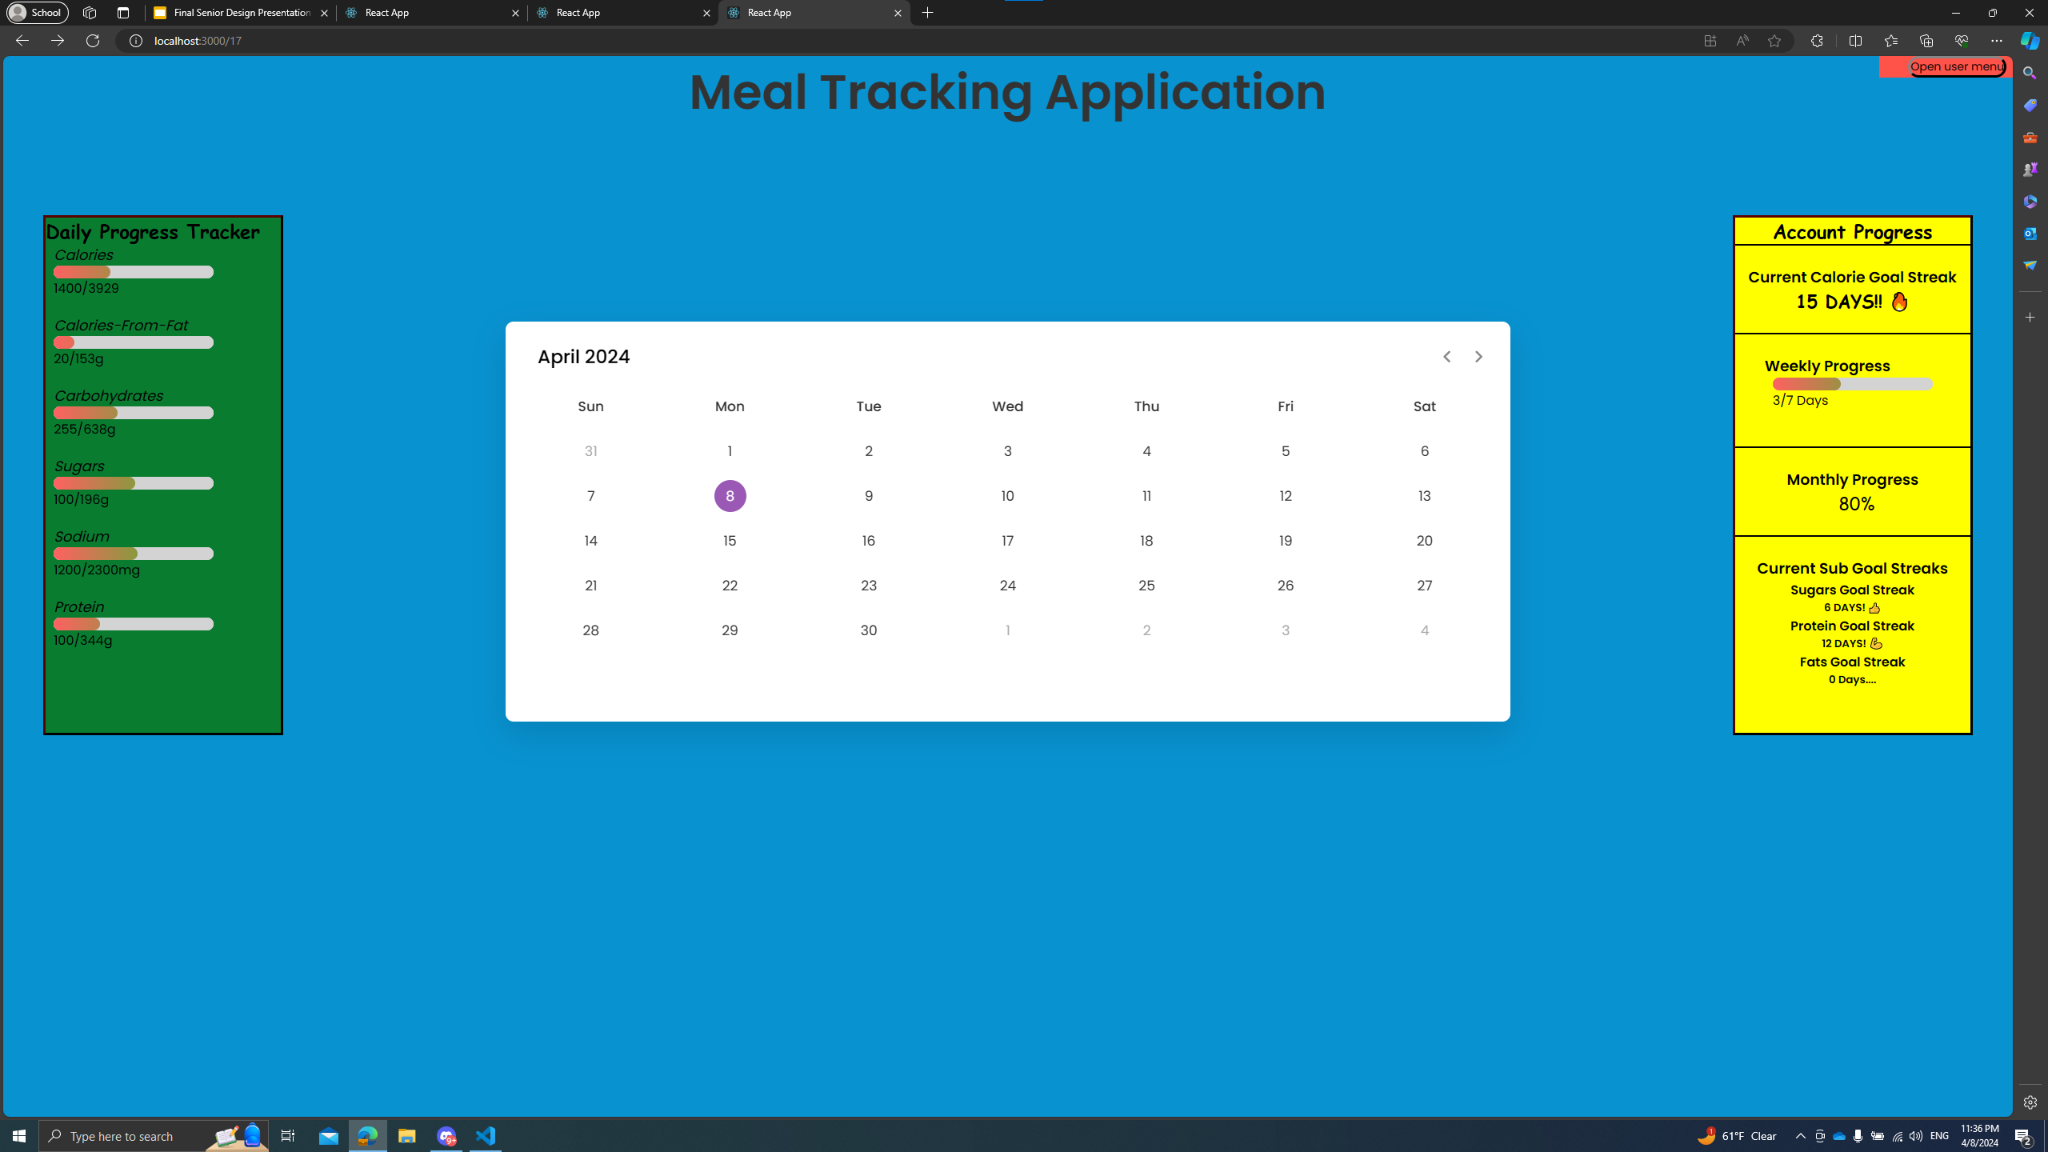 School
Final Senior Design Presentation
React App
React App
React App
localhost:3000/17
Open user menu
Meal Tracking Application
Daily Progress Tracker
Calories
1400/3929
Calories-From-Fat
20/153g
Carbohydrates
255/638g
Sugars
100/196g
Sodium
1200/2300mg
Protein
100/344g
April 2024
Sun Mon Tue Wed Thu Fri Sat
31 1 2 3 4 5 6
7 8 9 10 11 12 13
14 15 16 17 18 19 20
21 22 23 24 25 26 27
28 29 30 1 2 3 4
Account Progress
Current Calorie Goal Streak
15 DAYS!! 🔥
Weekly Progress
3/7 Days
Monthly Progress
80%
Current Sub Goal Streaks
Sugars Goal Streak
6 DAYS! 👍
Protein Goal Streak
12 DAYS! 💪
Fats Goal Streak
0 Days....
Type here to search
9+
1
61°F Clear
ENG
11:36 PM
4/8/2024
2